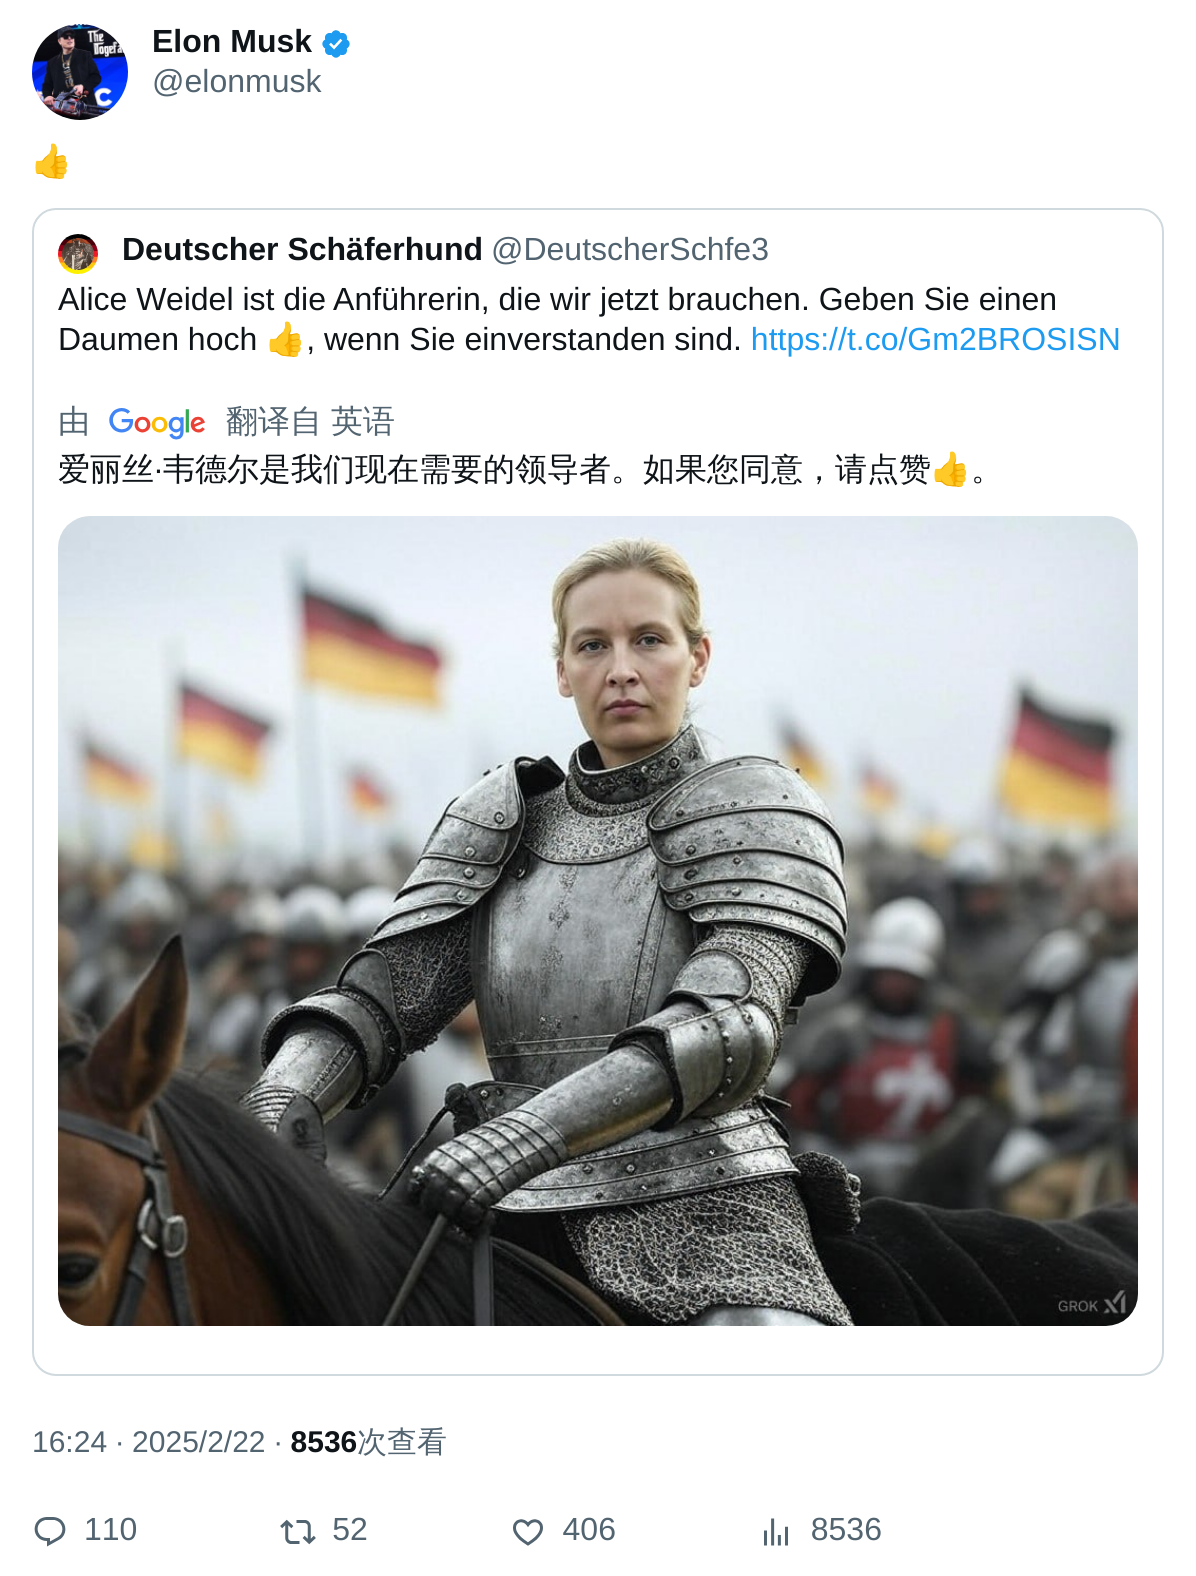 The
Dogefa
C
Elon Musk
@elonmusk
👍
Deutscher Schäferhund @DeutscherSchfe3
Alice Weidel ist die Anführerin, die wir jetzt brauchen. Geben Sie einen
Daumen hoch 👍, wenn Sie einverstanden sind. https://t.co/Gm2BROSISN
由 Google 翻译自 英语
爱丽丝·韦德尔是我们现在需要的领导者。如果您同意，请点赞👍。
GROK
16:24 · 2025/2/22 · 8536次查看
110 52 406 8536